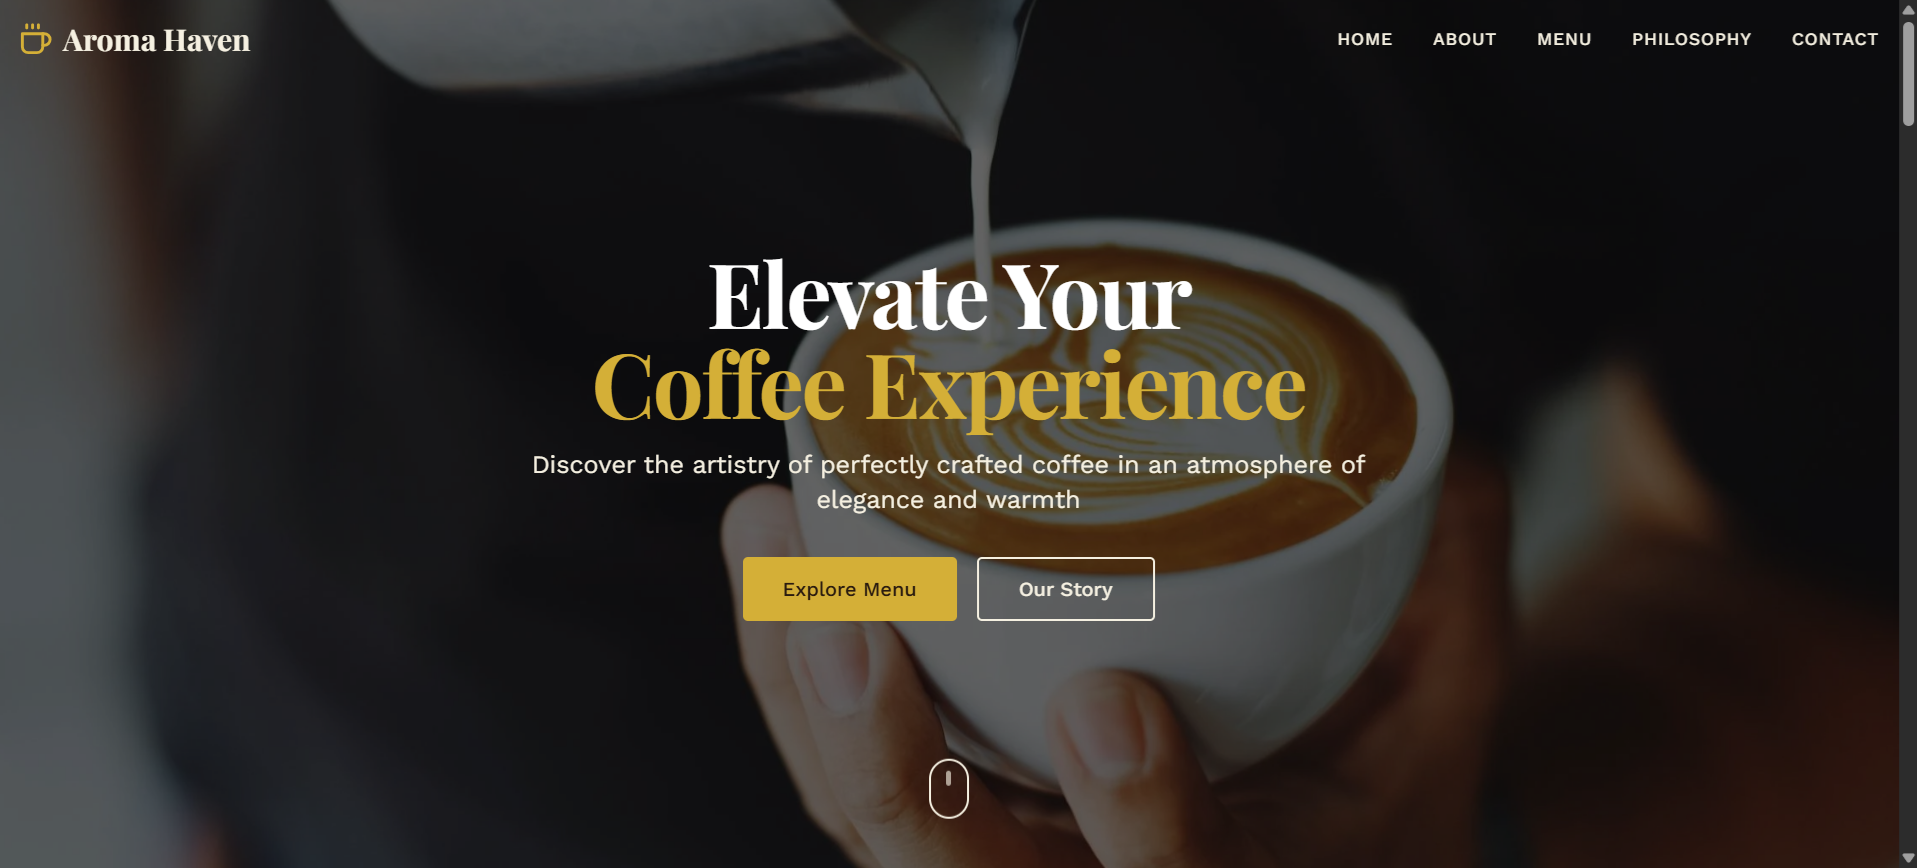 Aroma Haven
HOME ABOUT MENU PHILOSOPHY CONTACT
Elevate Your
Coffee Experience
Discover the artistry of perfectly crafted coffee in an atmosphere of
elegance and warmth
Explore Menu
Our Story